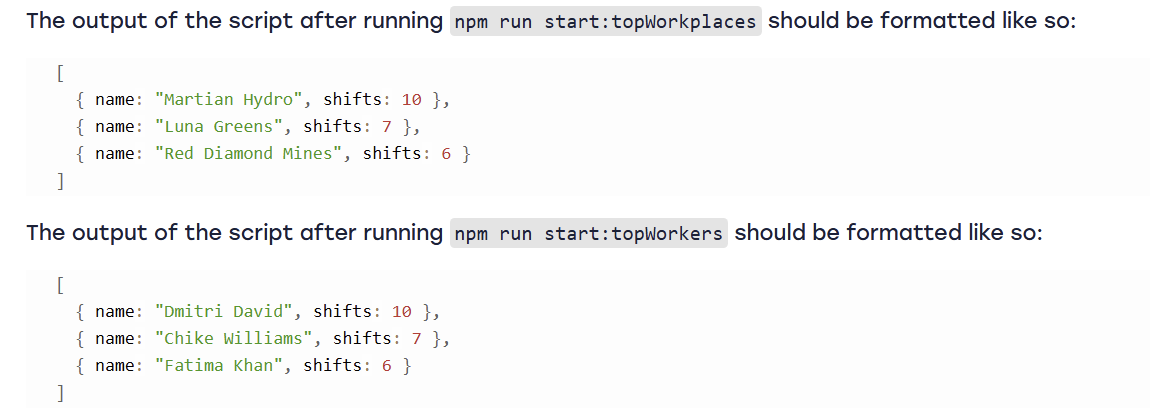 The output of the script after running npm run start:topWorkplaces should be formatted like so:
[
{ name: "Martian Hydro", shifts: 10 },
{ name: "Luna Greens", shifts: 7 },
{ name: "Red Diamond Mines", shifts: 6 }
]
The output of the script after running npm run start:topWorkers should be formatted like so:
[
{ name: "Dmitri David", shifts: 10 },
{ name: "Chike Williams", shifts: 7 },
{ name: "Fatima Khan", shifts: 6 }
]